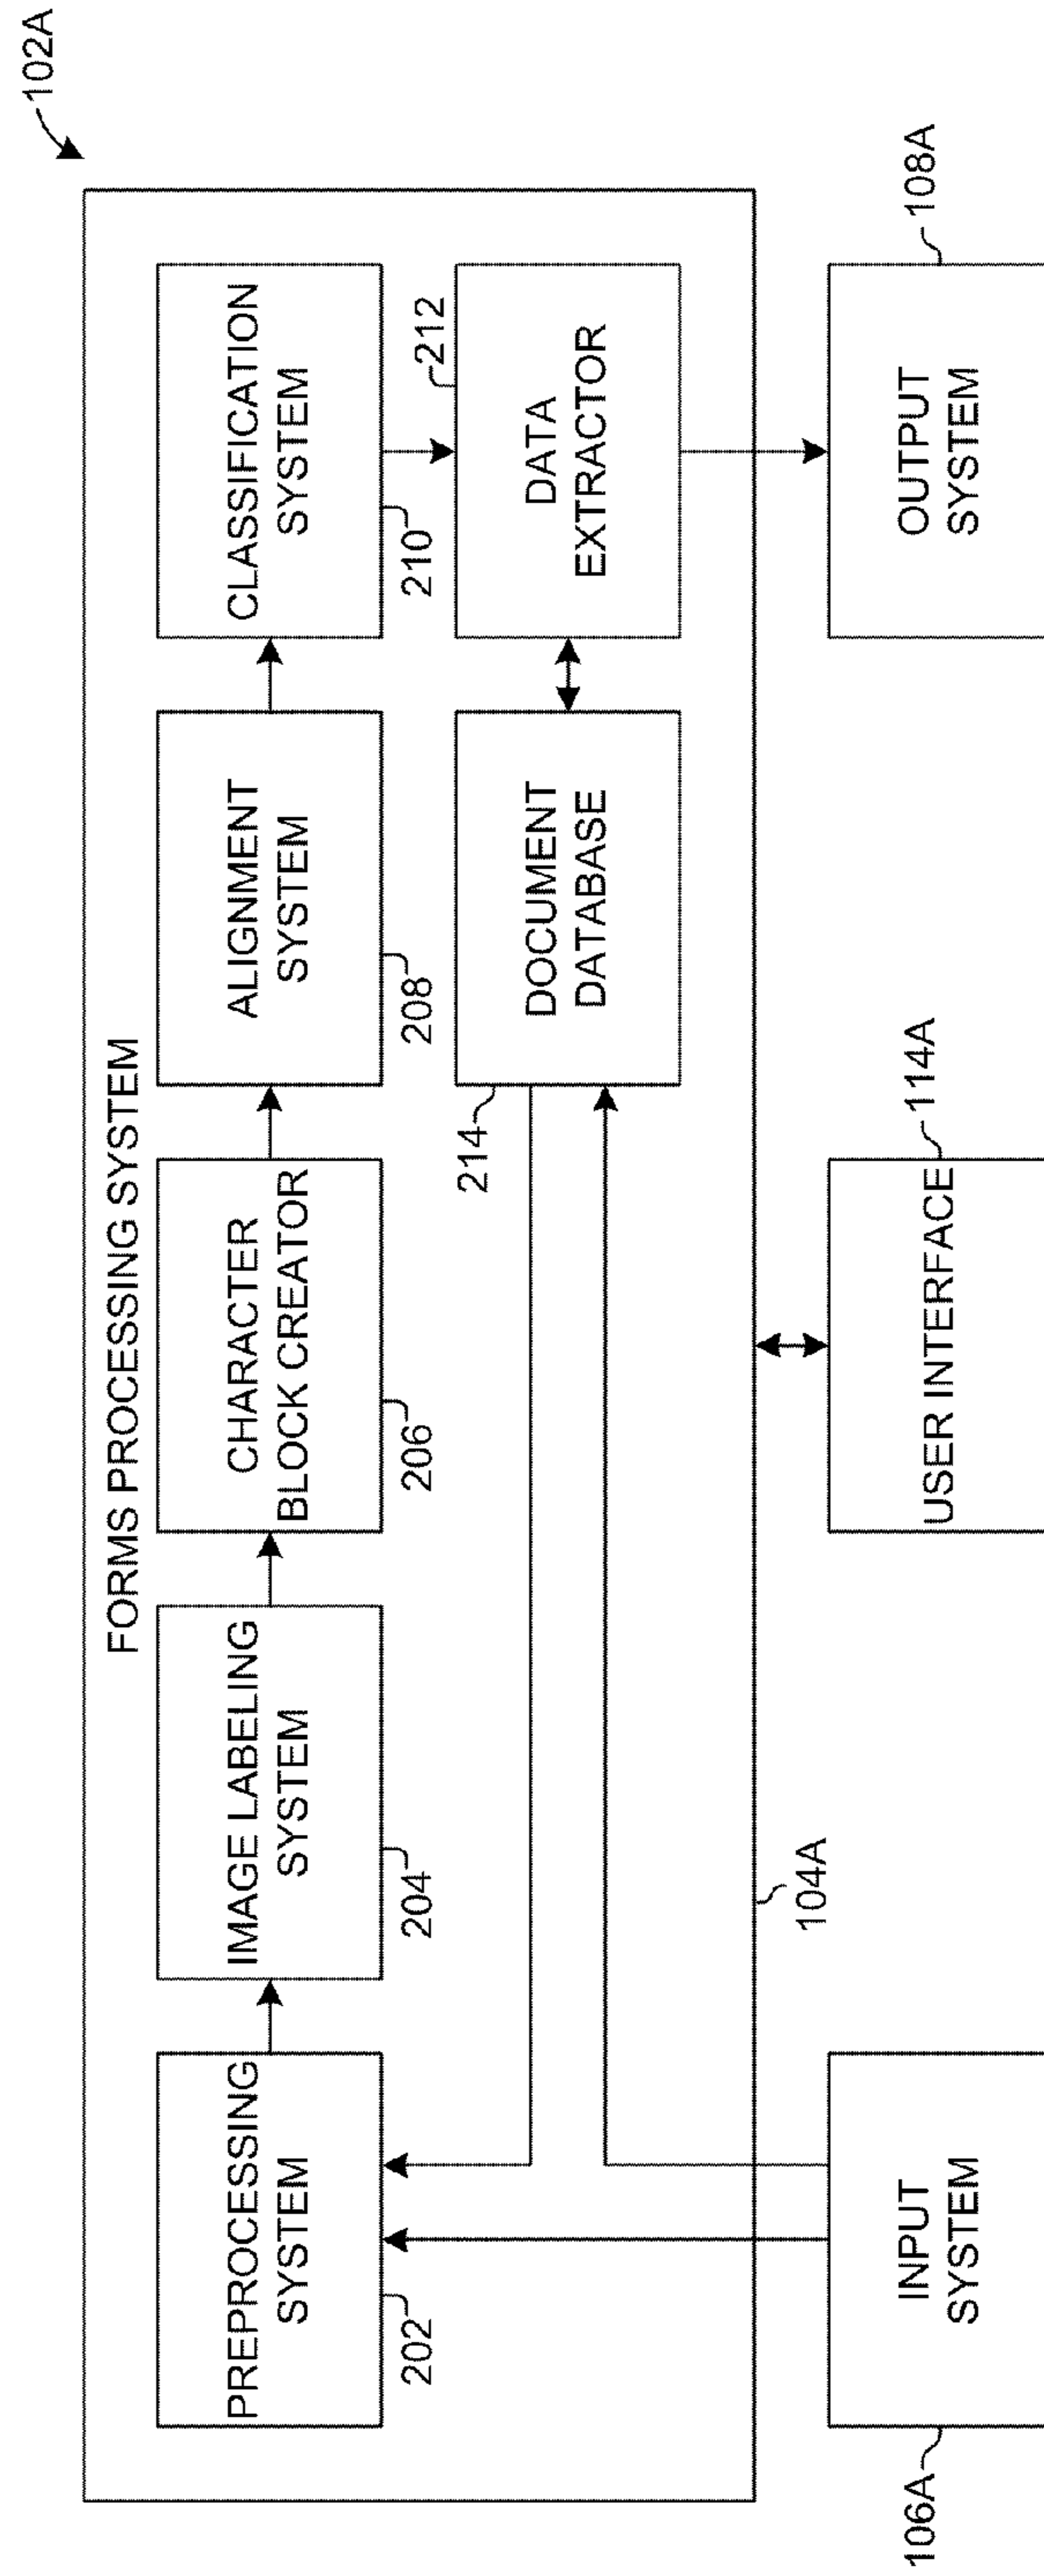 102A
FORMS PROCESSING SYSTEM
PREPROCESSING
SYSTEM
202
IMAGE LABELING
SYSTEM
204
CHARACTER
BLOCK CREATOR
206
ALIGNMENT
SYSTEM
208
CLASSIFICATION
SYSTEM
210
212
DATA
EXTRACTOR
214
DOCUMENT
DATABASE
104A
106A
INPUT
SYSTEM
114A
USER INTERFACE
108A
OUTPUT
SYSTEM